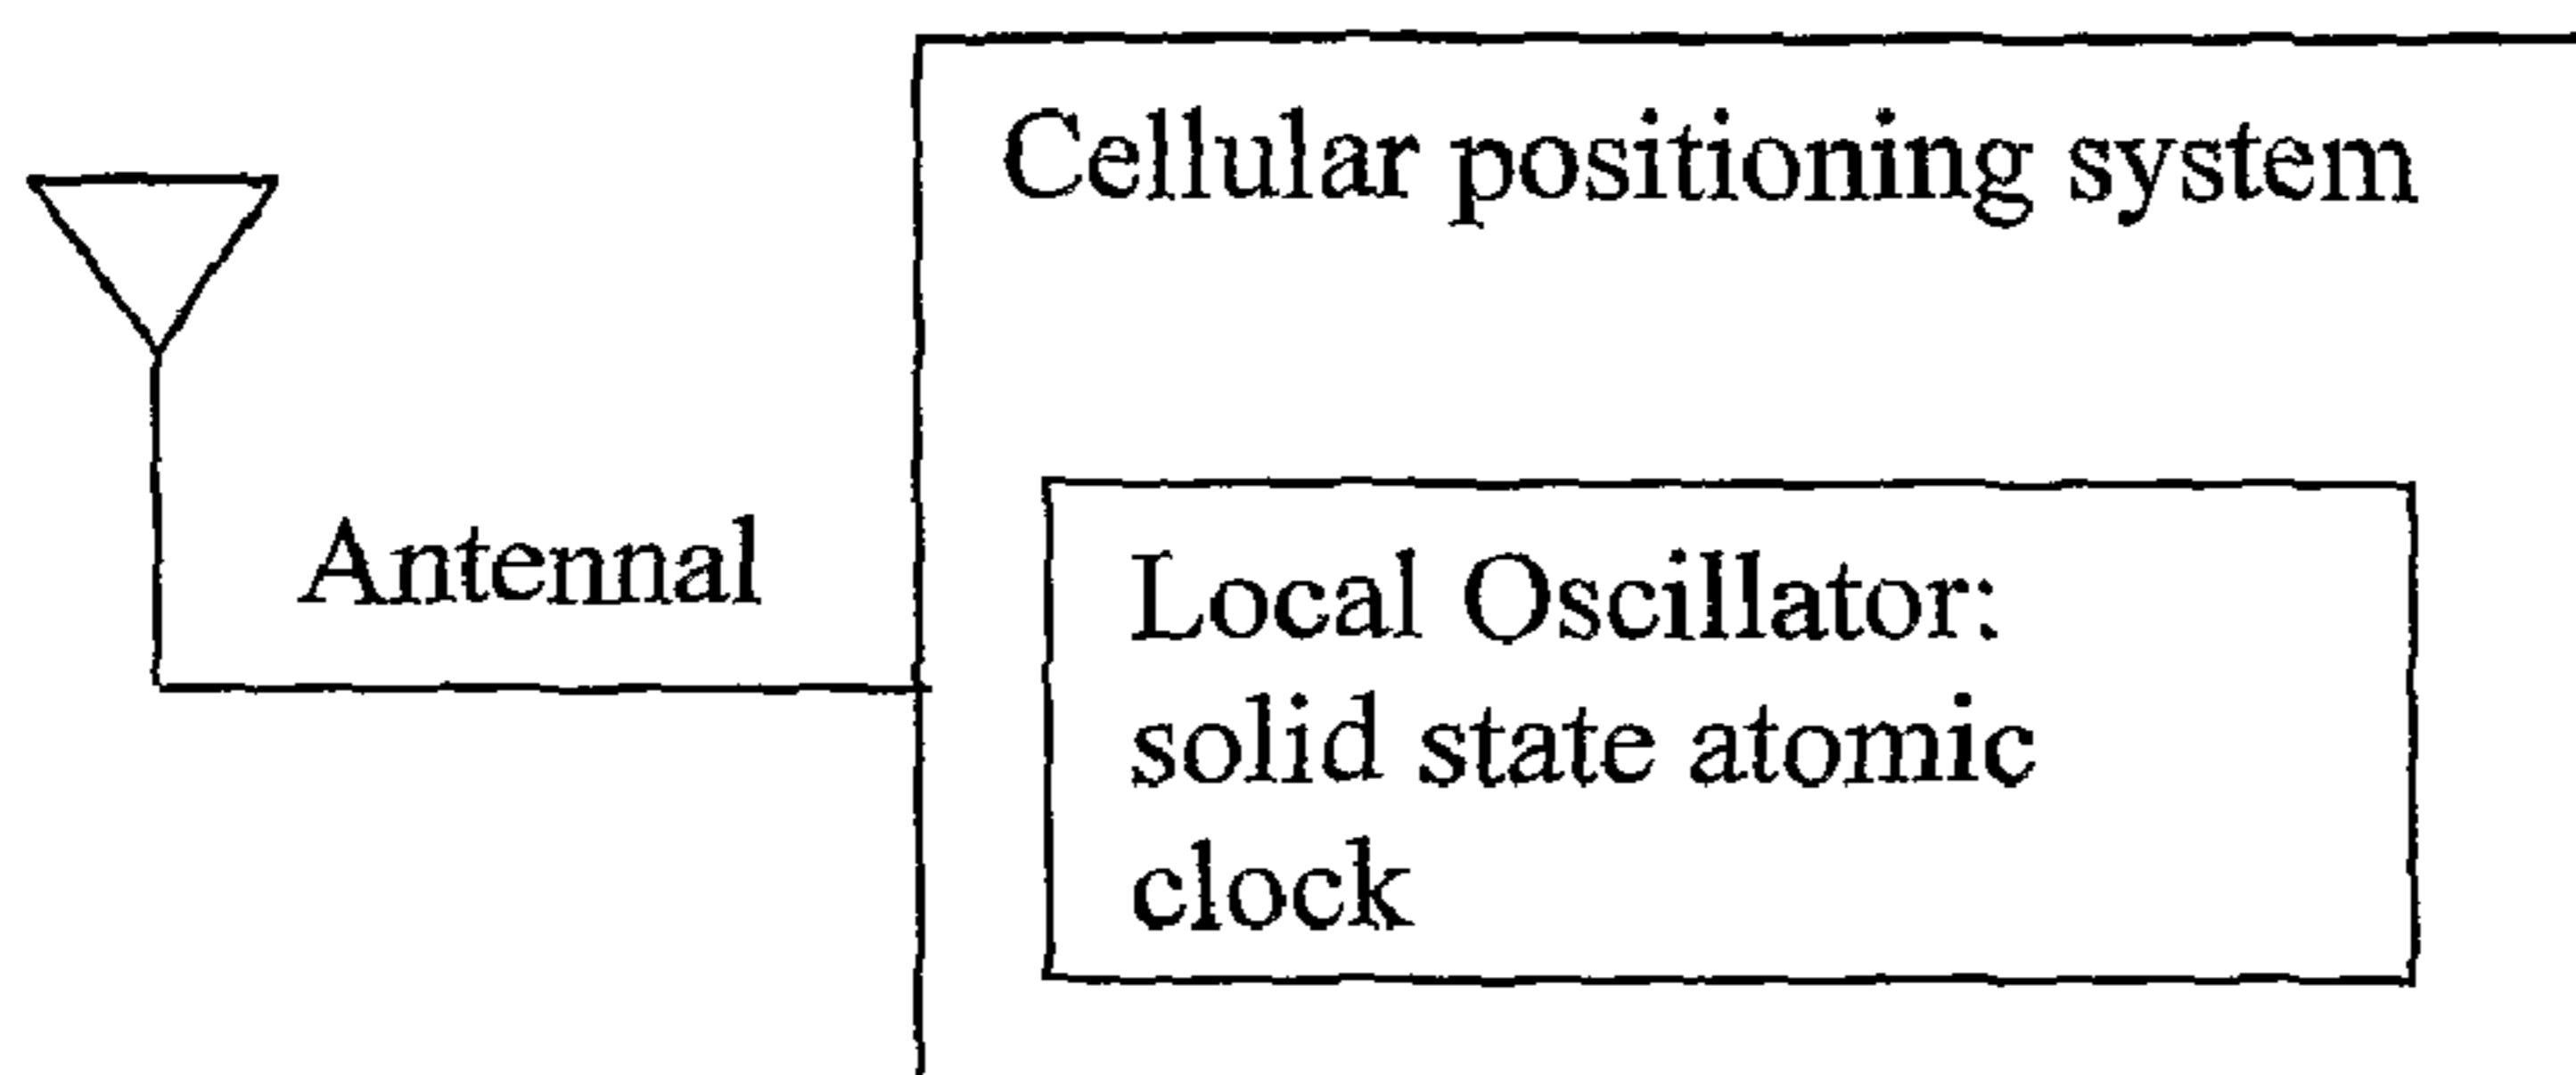 Cellular positioning system
Antennal
Local Oscillator:
solid state atomic
clock